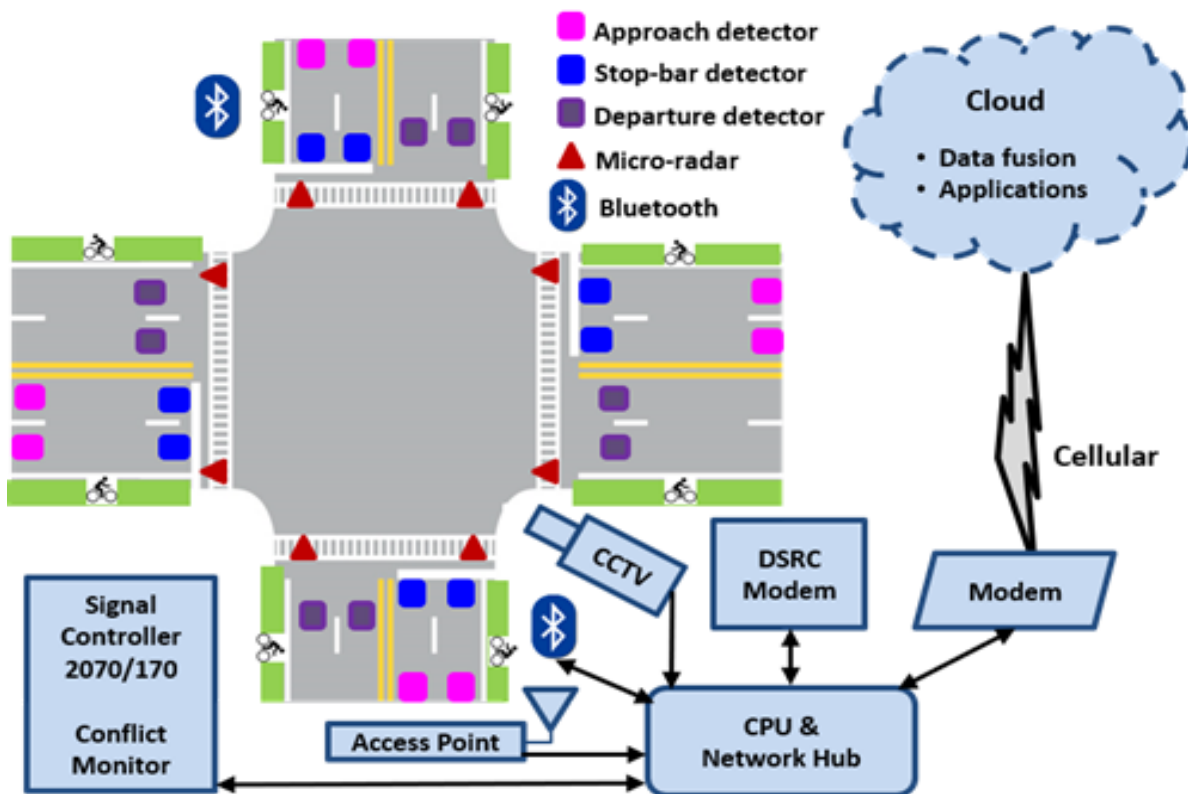 Approach detector
Stop-bar detector
Departure detector
Micro-radar
Bluetooth
Cloud
• Data fusion
• Applications
Cellular
CCTV
DSRC
Modem
Modem
Signal
Controller
2070/170
Conflict
Monitor
Access Point
CPU &
Network Hub